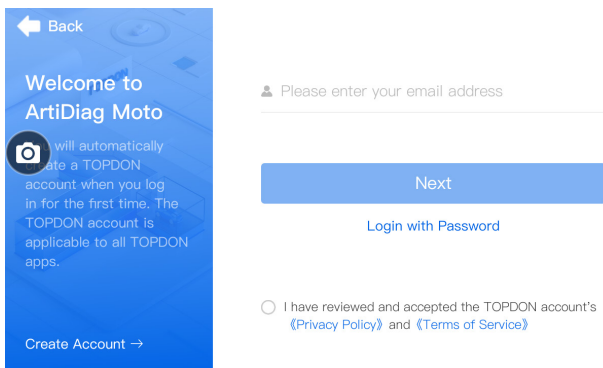 Back
Welcome to
ArtiDiag Moto
will automatically
a TOPDON
account when you log
in for the first time. The
TOPDON account is
applicable to all TOPDON
apps.
Create Account →
Please enter your email address
Next
Login with Password
I have reviewed and accepted the TOPDON account's
《Privacy Policy》 and 《Terms of Service》